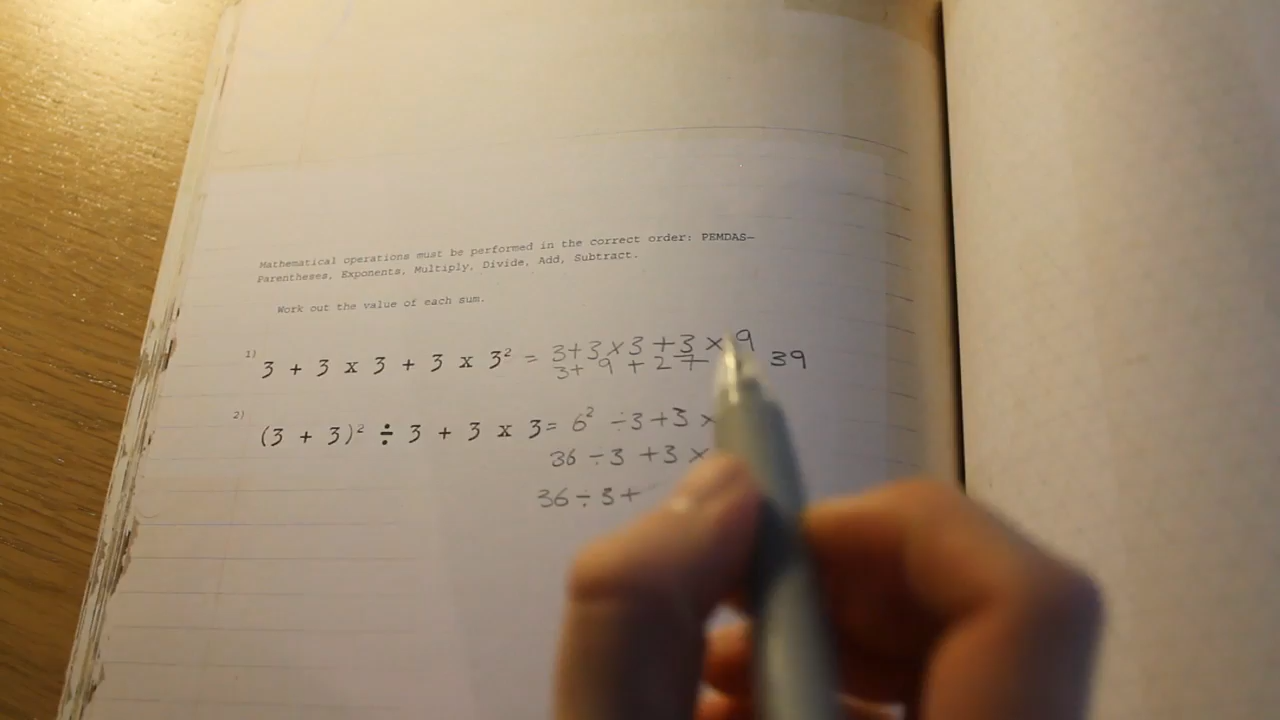 Mathematical operations must be performed in the correct order: PEMDAS—
Parentheses, Exponents, Multiply, Divide, Add, Subtract.
Work out the value of each sum.
1) 3 + 3 x 3 + 3 x 3² = 3+3×3+3×9
3+ 9 + 27 39
2) (3 + 3)² ÷ 3 + 3 x 3 = 6² ÷3+3×
36 ÷3 +3×
36÷3+